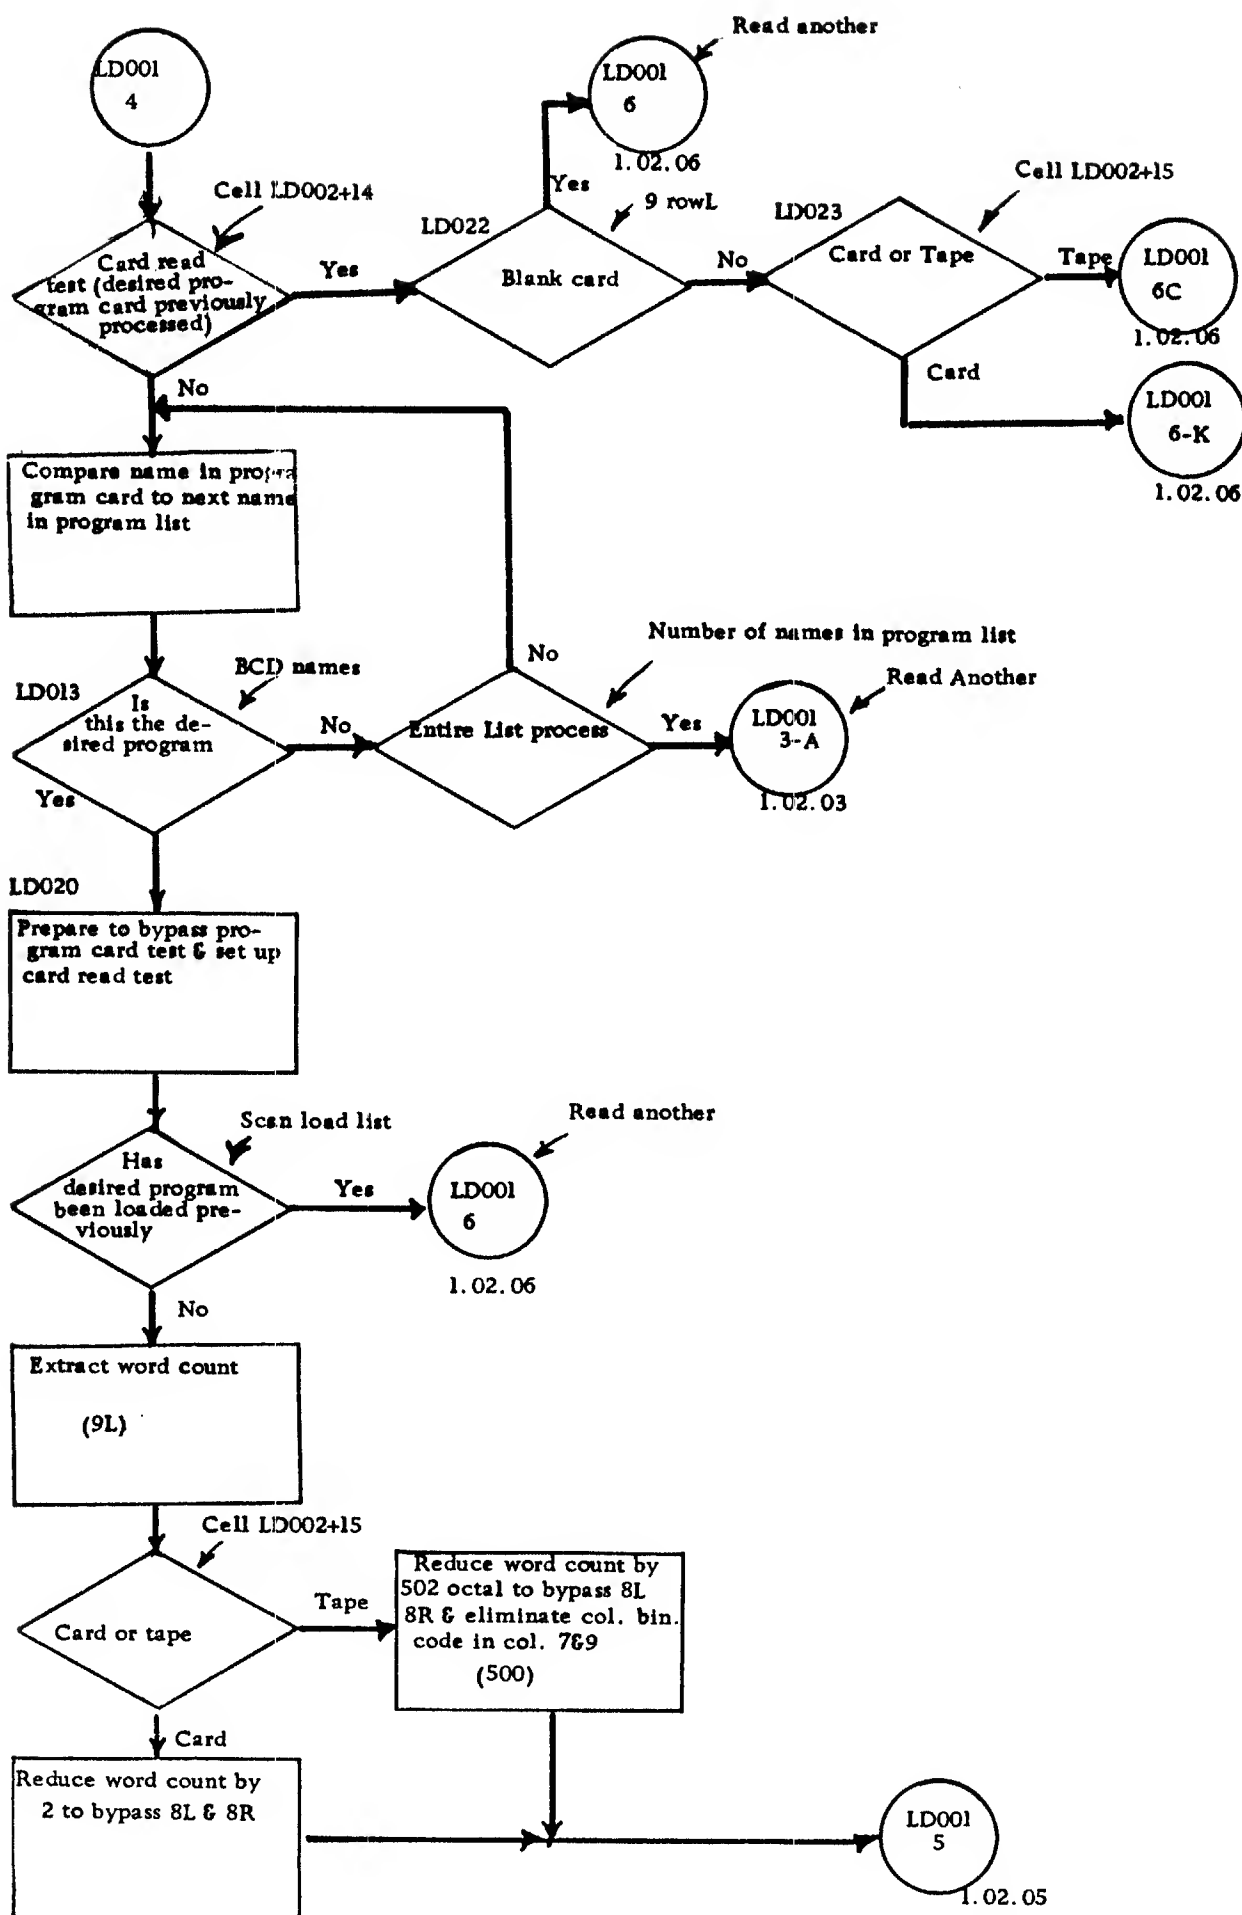 Read another
LD001
4
LD001
6
1.02.06
Yes
Cell LD002+14
Card read
test (desired pro-
gram card previously
processed)
Yes
LD022
9 rowL
Blank card
No
LD023
Cell LD002+15
Card or Tape
Tape
LD001
6C
1.02.06
Card
LD001
6-K
1.02.06
No
Compare name in progra
gram card to next name
in program list
LD013
BCD names
Is
this the de-
sired program
No
Yes
No
Entire List process
Number of names in program list
Yes
Read Another
LD001
3-A
1.02.03
LD020
Prepare to bypass pro-
gram card test & set up
card read test
Scan load list
Has
desired program
been loaded pre-
viously
Yes
Read another
LD001
6
1.02.06
No
Extract word count
(9L)
Cell LD002+15
Card or tape
Tape
Reduce word count by
502 octal to bypass 8L
8R & eliminate col. bin.
code in col. 7&9
(500)
Card
Reduce word count by
2 to bypass 8L & 8R
LD001
5
1.02.05